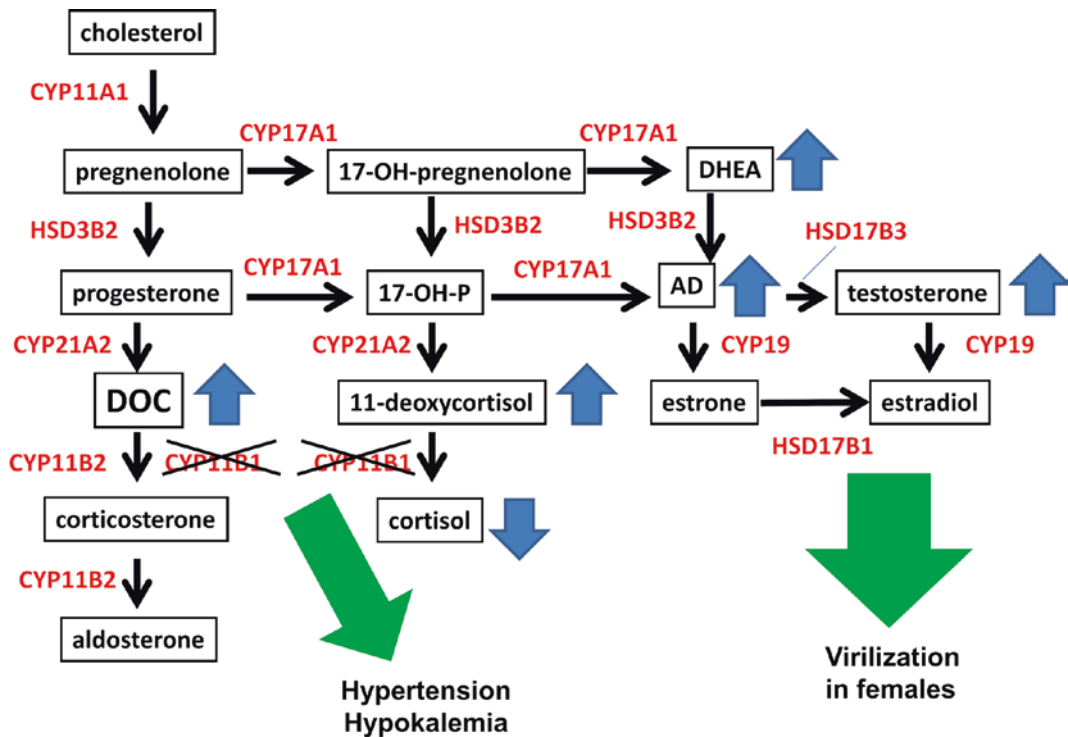 cholesterol
CYP11A1
CYP17A1
CYP17A1
pregnenolone
17-OH-pregnenolone
DHEA
HSD3B2
HSD3B2
HSD3B2
HSD17B3
CYP17A1
CYP17A1
progesterone
17-OH-P
AD
testosterone
CYP21A2
CYP21A2
CYP19
CYP19
DOC
11-deoxycortisol
estrone
estradiol
HSD17B1
CYP11B2
CYP11B1
CYP11B1
corticosterone
cortisol
CYP11B2
aldosterone
Hypertension
Hypokalemia
Virilization
in females